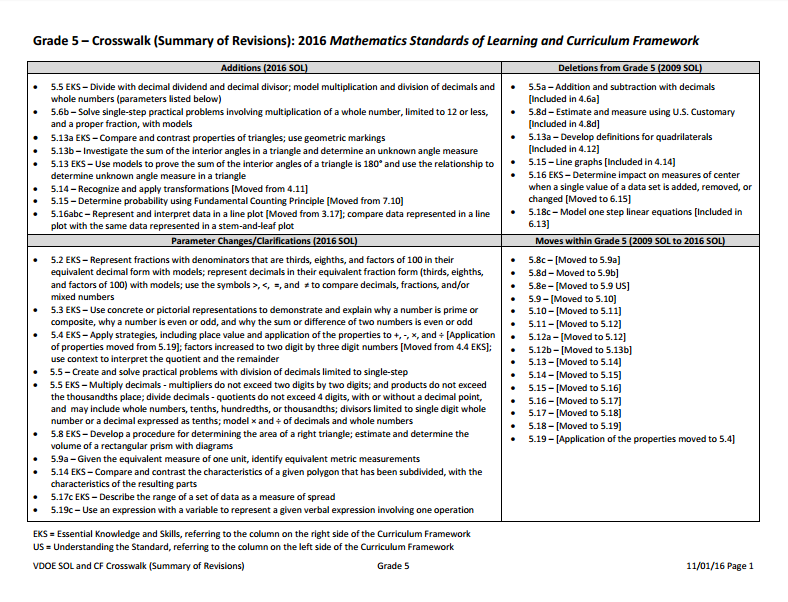 Grade 5 – Crosswalk (Summary of Revisions): 2016 Mathematics Standards of Learning and Curriculum Framework
Additions (2016 SOL)
• 5.5 EKS – Divide with decimal dividend and decimal divisor; model multiplication and division of decimals and
whole numbers (parameters listed below)
• 5.6b – Solve single-step practical problems involving multiplication of a whole number, limited to 12 or less,
and a proper fraction, with models
• 5.13a EKS – Compare and contrast properties of triangles; use geometric markings
• 5.13b – Investigate the sum of the interior angles in a triangle and determine an unknown angle measure
• 5.13 EKS – Use models to prove the sum of the interior angles of a triangle is 180° and use the relationship to
determine unknown angle measure in a triangle
• 5.14 – Recognize and apply transformations [Moved from 4.11]
• 5.15 – Determine probability using Fundamental Counting Principle [Moved from 7.10]
• 5.16abc – Represent and interpret data in a line plot [Moved from 3.17]; compare data represented in a line
plot with the same data represented in a stem-and-leaf plot
Deletions from Grade 5 (2009 SOL)
• 5.5a – Addition and subtraction with decimals
[Included in 4.6a]
• 5.8d – Estimate and measure using U.S. Customary
[Included in 4.8d]
• 5.13a – Develop definitions for quadrilaterals
[Included in 4.12]
• 5.15 – Line graphs [Included in 4.14]
• 5.16 EKS – Determine impact on measures of center
when a single value of a data set is added, removed, or
changed [Moved to 6.15]
• 5.18c – Model one step linear equations [Included in
6.13]
Parameter Changes/Clarifications (2016 SOL)
• 5.2 EKS – Represent fractions with denominators that are thirds, eighths, and factors of 100 in their
equivalent decimal form with models; represent decimals in their equivalent fraction form (thirds, eighths,
and factors of 100) with models; use the symbols >, <, =, and ≠ to compare decimals, fractions, and/or
mixed numbers
• 5.3 EKS – Use concrete or pictorial representations to demonstrate and explain why a number is prime or
composite, why a number is even or odd, and why the sum or difference of two numbers is even or odd
• 5.4 EKS – Apply strategies, including place value and application of the properties to +, -, ×, and ÷ [Application
of properties moved from 5.19]; factors increased to two digit by three digit numbers [Moved from 4.4 EKS];
use context to interpret the quotient and the remainder
• 5.5 – Create and solve practical problems with division of decimals limited to single-step
• 5.5 EKS – Multiply decimals - multipliers do not exceed two digits by two digits; and products do not exceed
the thousandths place; divide decimals - quotients do not exceed 4 digits, with or without a decimal point,
and may include whole numbers, tenths, hundredths, or thousandths; divisors limited to single digit whole
number or a decimal expressed as tenths; model × and ÷ of decimals and whole numbers
• 5.8 EKS – Develop a procedure for determining the area of a right triangle; estimate and determine the
volume of a rectangular prism with diagrams
• 5.9a – Given the equivalent measure of one unit, identify equivalent metric measurements
• 5.14 EKS – Compare and contrast the characteristics of a given polygon that has been subdivided, with the
characteristics of the resulting parts
• 5.17c EKS – Describe the range of a set of data as a measure of spread
• 5.19c – Use an expression with a variable to represent a given verbal expression involving one operation
Moves within Grade 5 (2009 SOL to 2016 SOL)
• 5.8c – [Moved to 5.9a]
• 5.8d – Moved to 5.9b]
• 5.8e – [Moved to 5.9 US]
• 5.9 – [Moved to 5.10]
• 5.10 – [Moved to 5.11]
• 5.11 – [Moved to 5.12]
• 5.12a – [Moved to 5.12]
• 5.12b – [Moved to 5.13b]
• 5.13 – [Moved to 5.14]
• 5.14 – [Moved to 5.15]
• 5.15 – [Moved to 5.16]
• 5.16 – [Moved to 5.17]
• 5.17 – [Moved to 5.18]
• 5.18 – [Moved to 5.19]
• 5.19 – [Application of the properties moved to 5.4]
EKS = Essential Knowledge and Skills, referring to the column on the right side of the Curriculum Framework
US = Understanding the Standard, referring to the column on the left side of the Curriculum Framework
VDOE SOL and CF Crosswalk (Summary of Revisions) Grade 5 11/01/16 Page 1